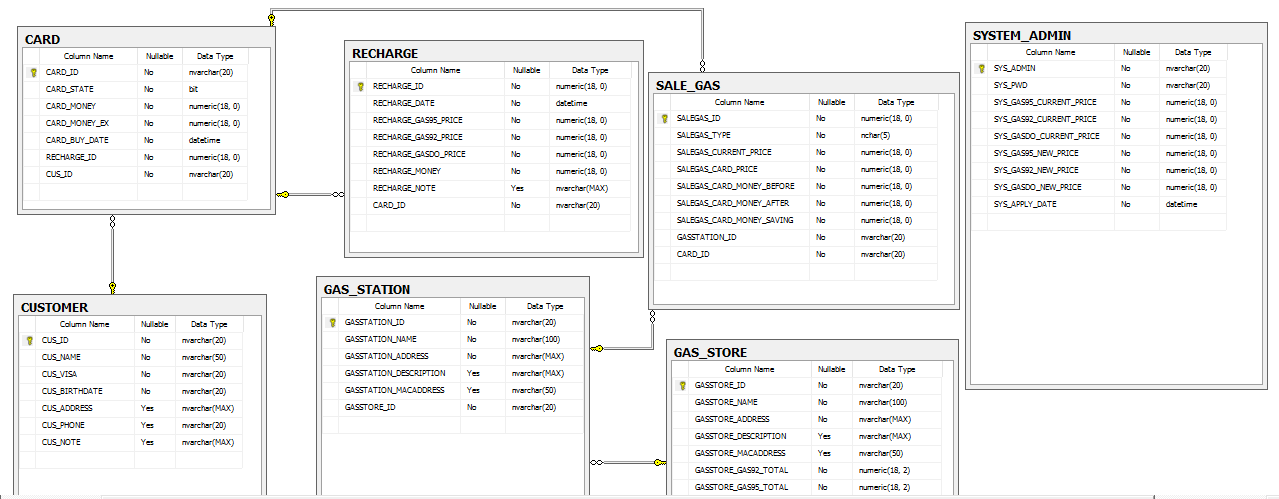 CARD
Column Name Nullable Data Type
CARD_ID No nvarchar(20)
CARD_STATE No bit
CARD_MONEY No numeric(18, 0)
CARD_MONEY_EX No numeric(18, 0)
CARD_BUY_DATE No datetime
RECHARGE_ID No numeric(18, 0)
CUS_ID No nvarchar(20)
RECHARGE
Column Name Nullable Data Type
RECHARGE_ID No numeric(18, 0)
RECHARGE_DATE No datetime
RECHARGE_GAS95_PRICE No numeric(18, 0)
RECHARGE_GAS92_PRICE No numeric(18, 0)
RECHARGE_GASDO_PRICE No numeric(18, 0)
RECHARGE_MONEY No numeric(18, 0)
RECHARGE_NOTE Yes nvarchar(MAX)
CARD_ID No nvarchar(20)
SALE_GAS
Column Name Nullable Data Type
SALEGAS_ID No numeric(18, 0)
SALEGAS_TYPE No nchar(5)
SALEGAS_CURRENT_PRICE No numeric(18, 0)
SALEGAS_CARD_PRICE No numeric(18, 0)
SALEGAS_CARD_MONEY_BEFORE No numeric(18, 0)
SALEGAS_CARD_MONEY_AFTER No numeric(18, 0)
SALEGAS_CARD_MONEY_SAVING No numeric(18, 0)
GASSTATION_ID No nvarchar(20)
CARD_ID No nvarchar(20)
SYSTEM_ADMIN
Column Name Nullable Data Type
SYS_ADMIN No nvarchar(20)
SYS_PWD No nvarchar(20)
SYS_GAS95_CURRENT_PRICE No numeric(18, 0)
SYS_GAS92_CURRENT_PRICE No numeric(18, 0)
SYS_GASDO_CURRENT_PRICE No numeric(18, 0)
SYS_GAS95_NEW_PRICE No numeric(18, 0)
SYS_GAS92_NEW_PRICE No numeric(18, 0)
SYS_GASDO_NEW_PRICE No numeric(18, 0)
SYS_APPLY_DATE No datetime
CUSTOMER
Column Name Nullable Data Type
CUS_ID No nvarchar(20)
CUS_NAME No nvarchar(50)
CUS_VISA No nvarchar(20)
CUS_BIRTHDATE No nvarchar(20)
CUS_ADDRESS Yes nvarchar(MAX)
CUS_PHONE Yes nvarchar(20)
CUS_NOTE Yes nvarchar(MAX)
GAS_STATION
Column Name Nullable Data Type
GASSTATION_ID No nvarchar(20)
GASSTATION_NAME No nvarchar(100)
GASSTATION_ADDRESS No nvarchar(MAX)
GASSTATION_DESCRIPTION Yes nvarchar(MAX)
GASSTATION_MACADDRESS Yes nvarchar(50)
GASSTORE_ID No nvarchar(20)
GAS_STORE
Column Name Nullable Data Type
GASSTORE_ID No nvarchar(20)
GASSTORE_NAME No nvarchar(100)
GASSTORE_ADDRESS No nvarchar(MAX)
GASSTORE_DESCRIPTION Yes nvarchar(MAX)
GASSTORE_MACADDRESS Yes nvarchar(50)
GASSTORE_GAS92_TOTAL No numeric(18, 2)
GASSTORE_GAS95_TOTAL No numeric(18, 2)